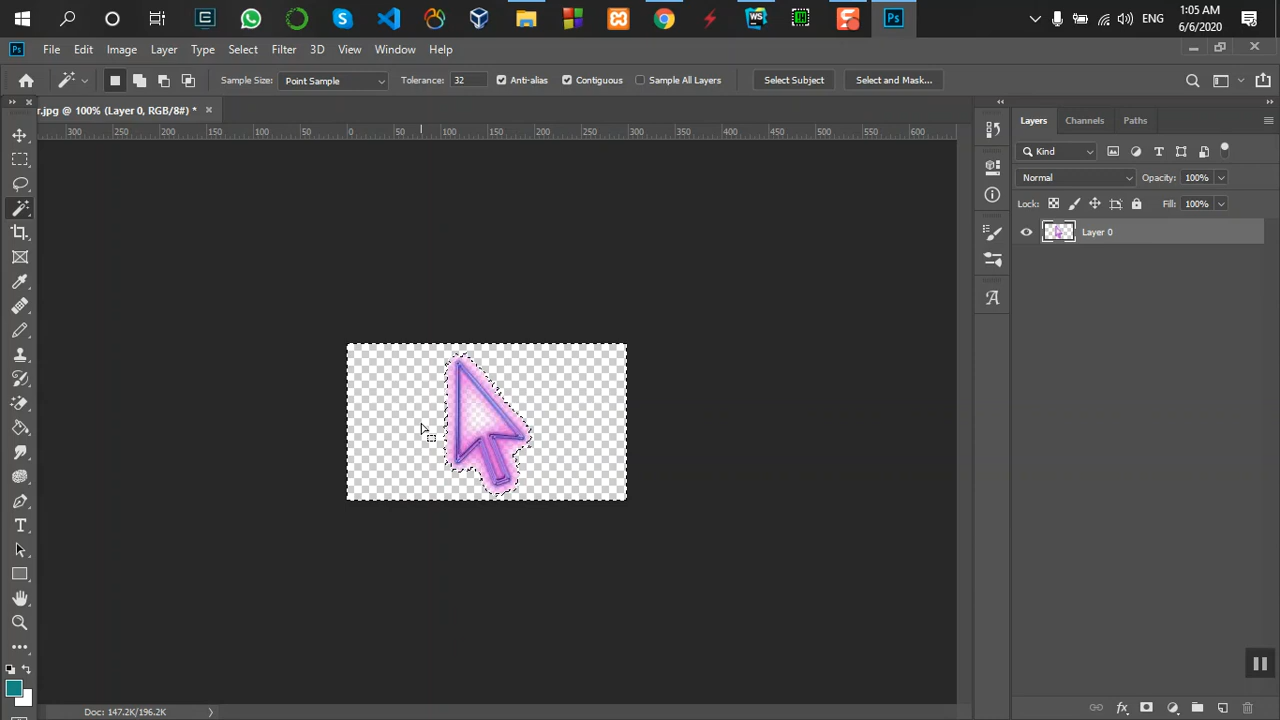 1:05 AM
ENG
6/6/2020
Ps
File Edit Image Layer Type Select Filter 3D View Window Help
Sample Size: Point Sample Tolerance: 32 Anti-alias Contiguous Sample All Layers Select Subject Select and Mask...
r.jpg @ 100% (Layer 0, RGB/8#) * ×
300 250 200 150 100 50 0 50 100 150 200 250 300 350 400 450 500 550 600
Layers Channels Paths
Kind
Normal Opacity: 100%
Lock: Fill: 100%
Layer 0
Doc: 147.2K/196.2K